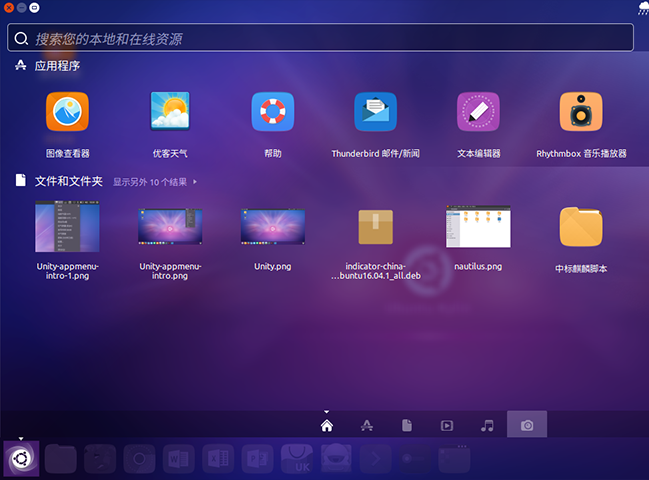 搜索您的本地和在线资源
应用程序
图像查看器
优客天气
帮助
Thunderbird 邮件/新闻
文本编辑器
Rhythmbox 音乐播放器
文件和文件夹 显示另外 10 个结果
Unity-appmenu-
intro-1.png
Unity-appmenu-
intro.png
Unity.png
indicator-china-
...buntu16.04.1_all.deb
nautilus.png
中标麒麟脚本
UK